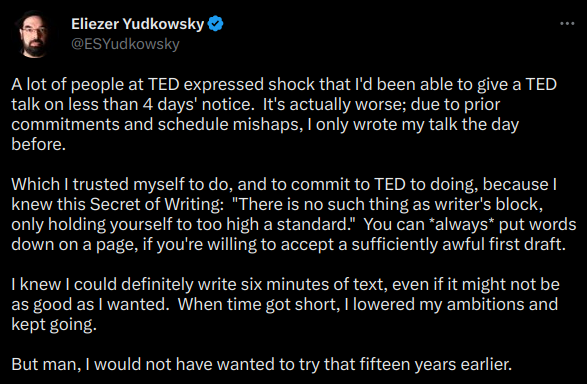 Eliezer Yudkowsky
@ESYudkowsky
A lot of people at TED expressed shock that I'd been able to give a TED
talk on less than 4 days' notice.  It's actually worse; due to prior
commitments and schedule mishaps, I only wrote my talk the day
before.
Which I trusted myself to do, and to commit to TED to doing, because I
knew this Secret of Writing:  "There is no such thing as writer's block,
only holding yourself to too high a standard."  You can *always* put words
down on a page, if you're willing to accept a sufficiently awful first draft.
I knew I could definitely write six minutes of text, even if it might not be
as good as I wanted.  When time got short, I lowered my ambitions and
kept going.
But man, I would not have wanted to try that fifteen years earlier.